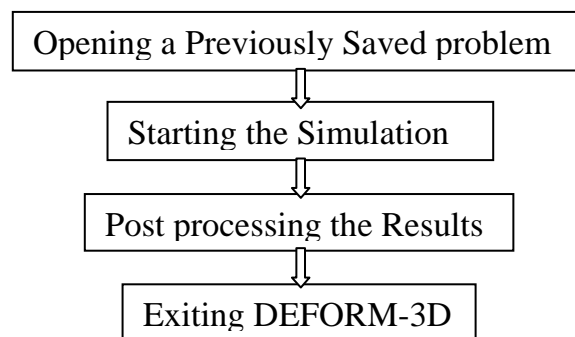 Opening a Previously Saved problem
Starting the Simulation
Post processing the Results
Exiting DEFORM-3D